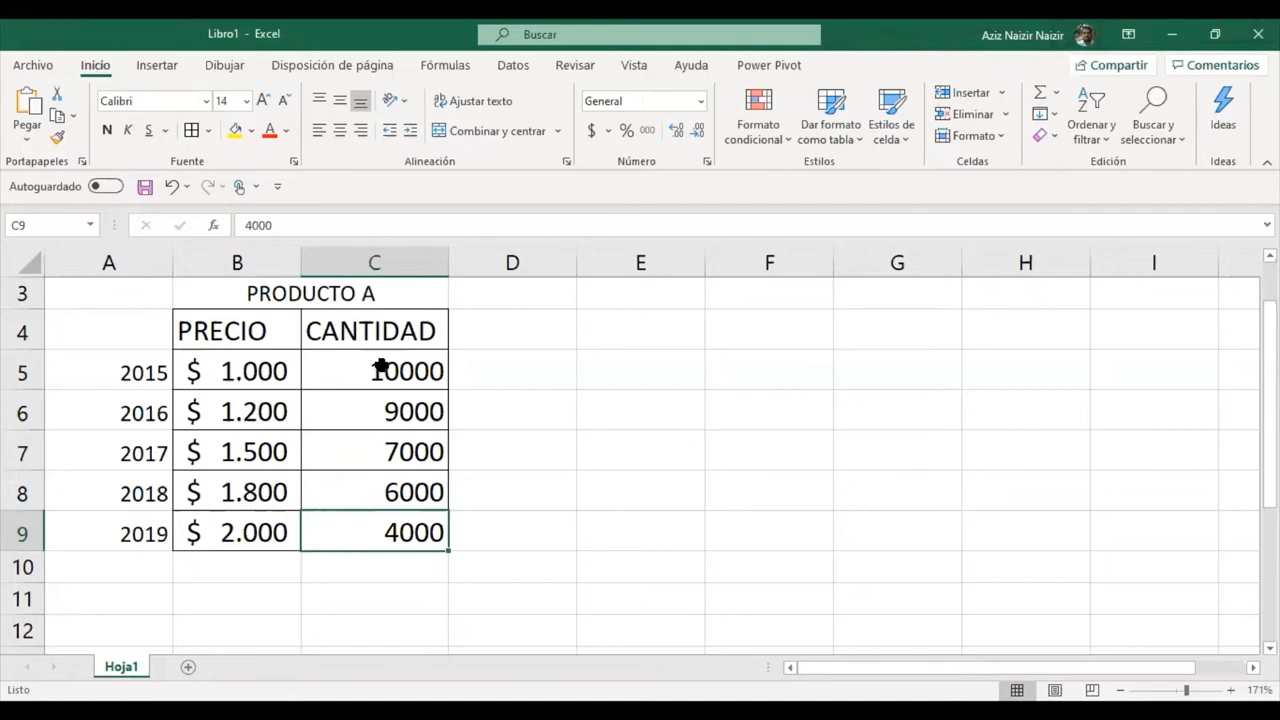 Libro1 - Excel
Buscar
Aziz Naizir Naizir
Archivo Inicio Insertar Dibujar Disposición de página Fórmulas Datos Revisar Vista Ayuda Power Pivot Compartir Comentarios
Pegar
Calibri 14
N K S
Ajustar texto
Combinar y centrar
General
$ % 000
Formato condicional
Dar formato como tabla
Estilos de celda
Insertar
Eliminar
Formato
Ordenar y filtrar
Buscar y seleccionar
Ideas
Portapapeles Fuente Alineación Número Estilos Celdas Edición Ideas
Autoguardado
C9 fx 4000
A B C D E F G H I
3 PRODUCTO A
4 PRECIO CANTIDAD
5 2015 $ 1.000 10000
6 2016 $ 1.200 9000
7 2017 $ 1.500 7000
8 2018 $ 1.800 6000
9 2019 $ 2.000 4000
10
11
12
Hoja1
Listo 171%